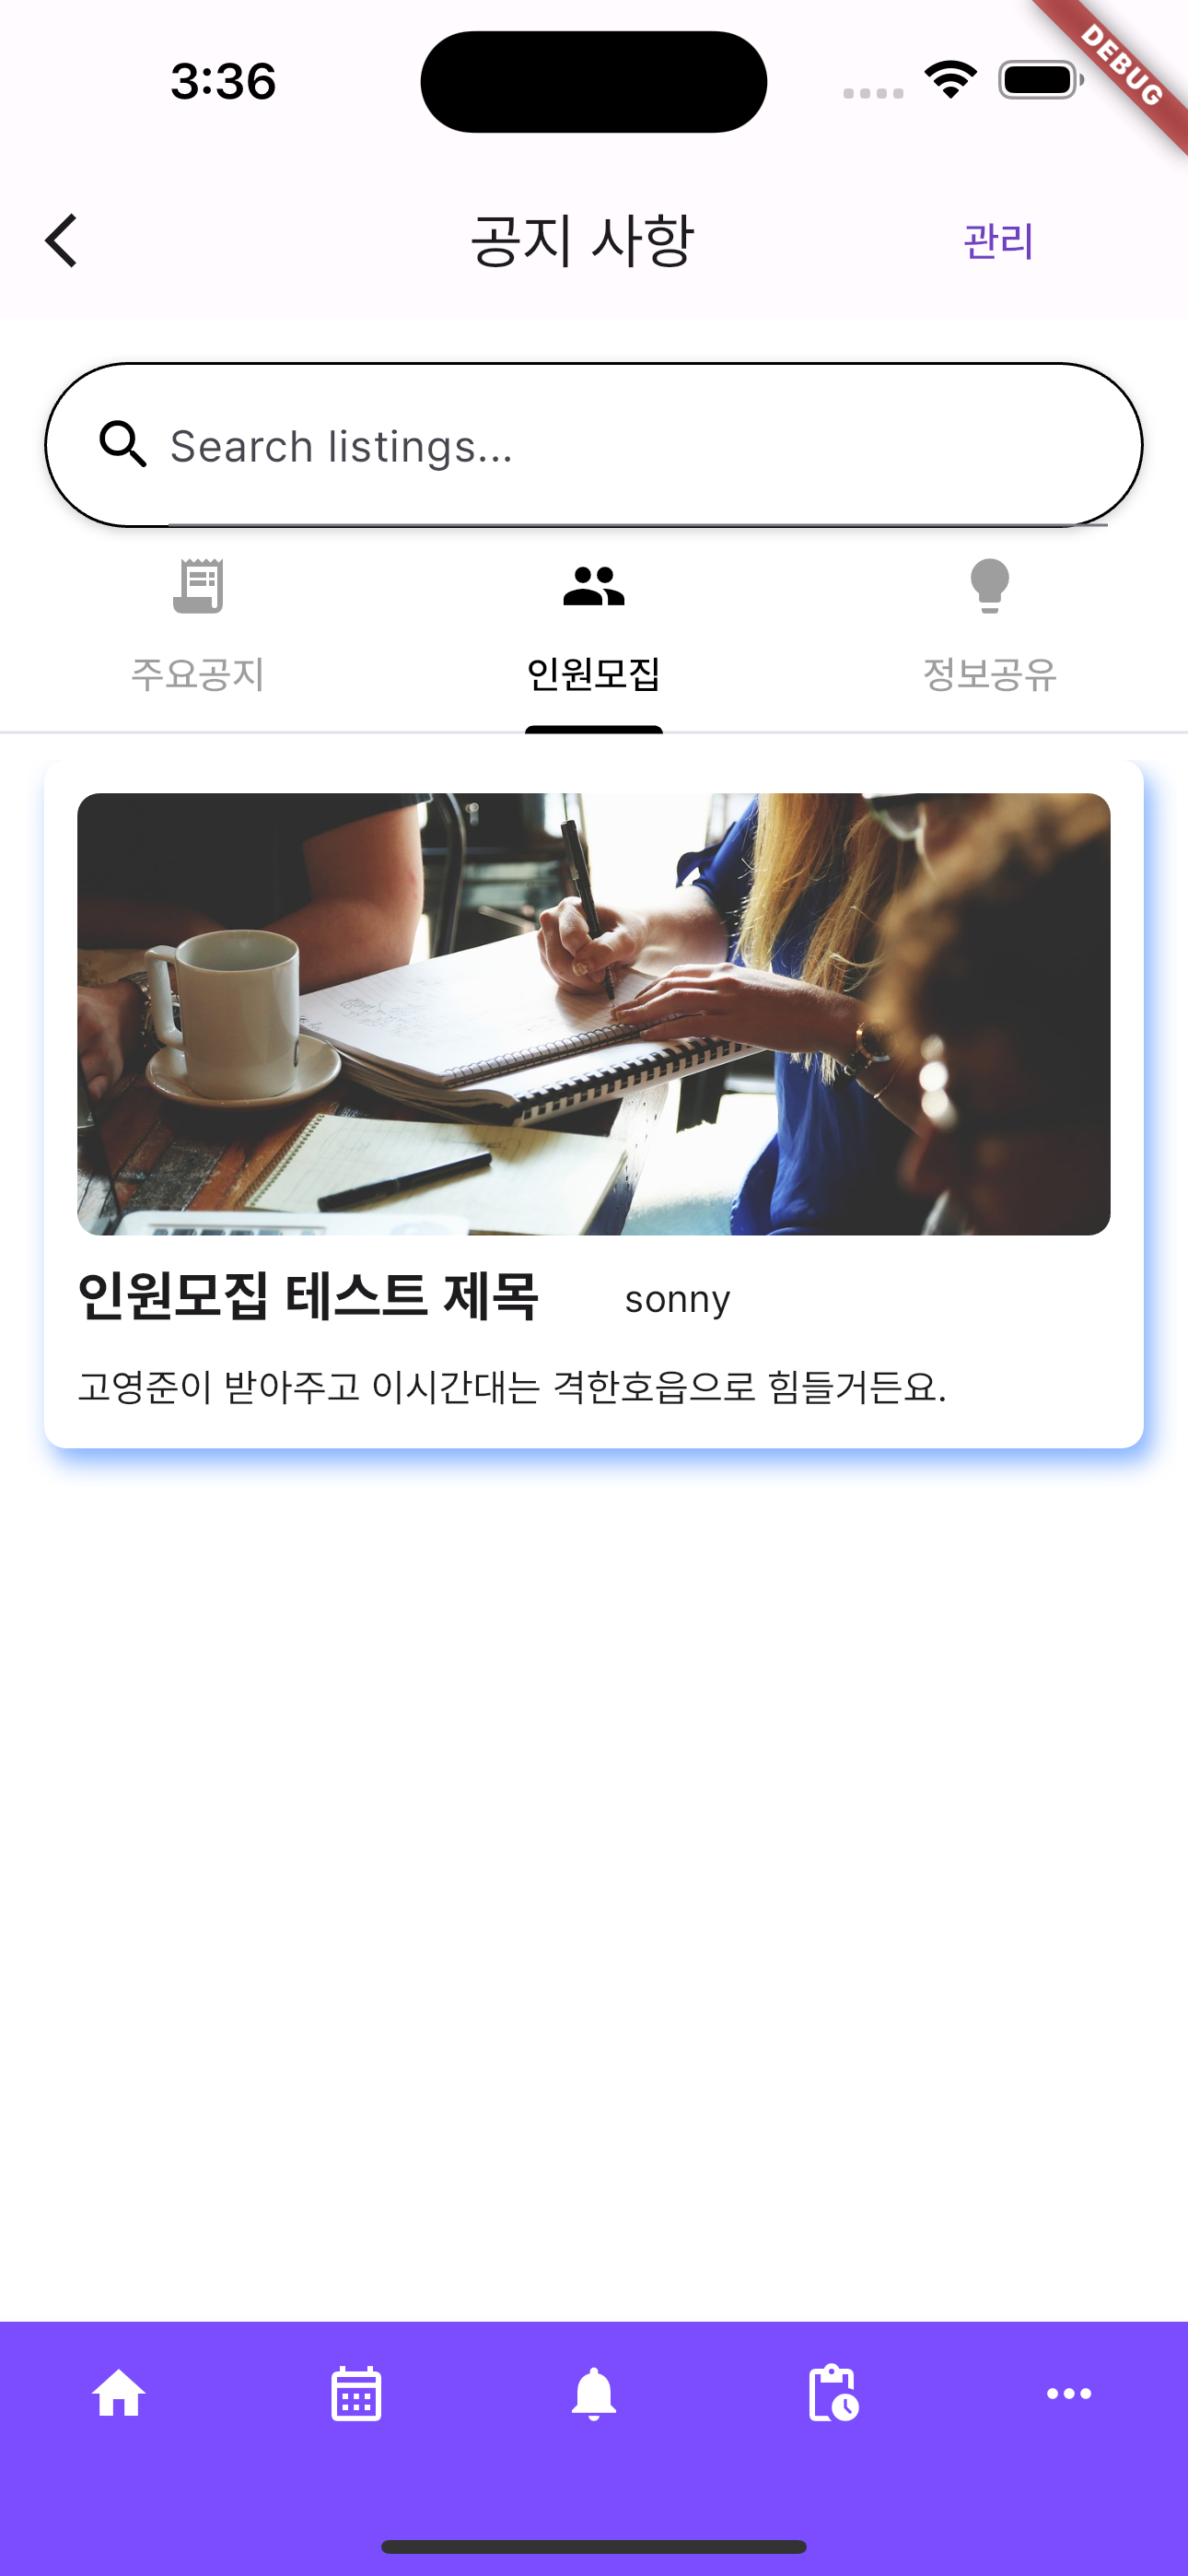 3:36
DEBUG
공지 사항
관리
Search listings...
주요공지
인원모집
정보공유
인원모집 테스트 제목 sonny
고영준이 받아주고 이시간대는 격한호읍으로 힘들거든요.